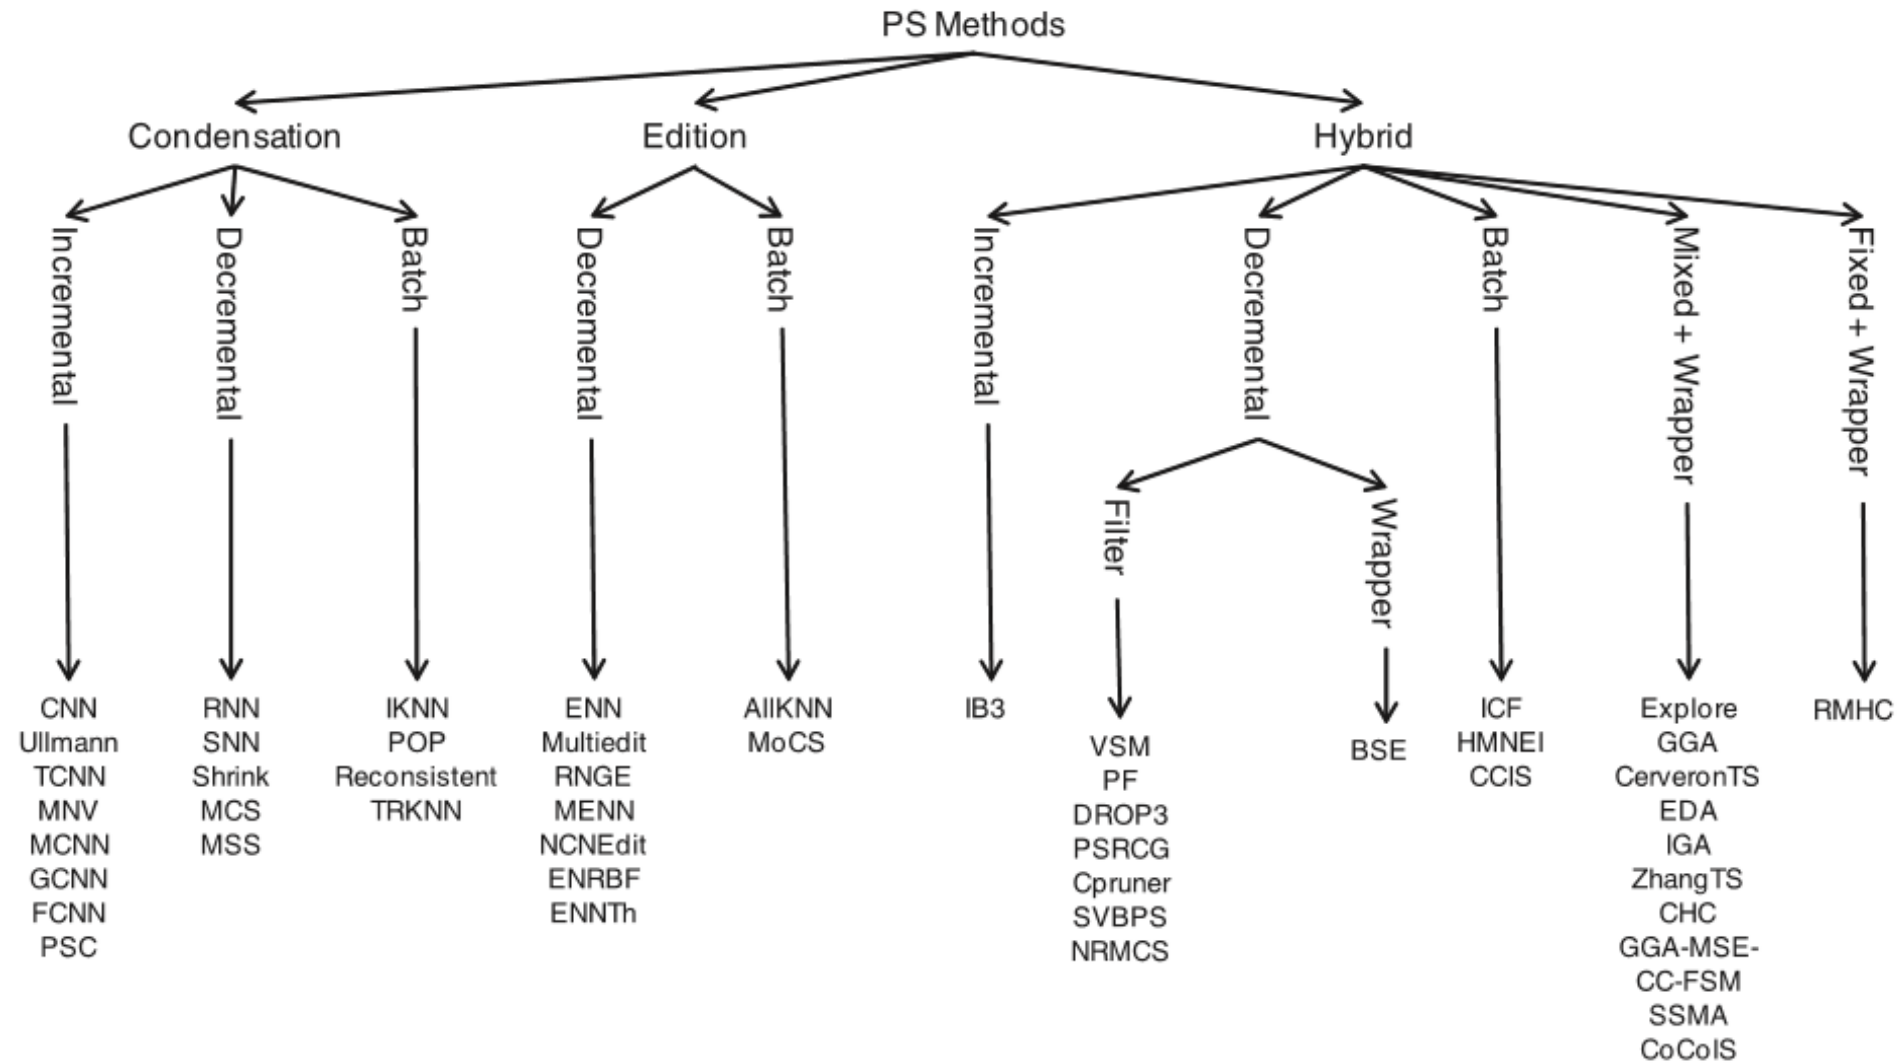 PS Methods
Condensation
Edition
Hybrid
Incremental
Decremental
Batch
Decremental
Batch
Incremental
Decremental
Batch
Mixed + Wrapper
Fixed + Wrapper
Filter
Wrapper
CNN
Ullmann
TCNN
MNV
MCNN
GCNN
FCNN
PSC
RNN
SNN
Shrink
MCS
MSS
IKNN
POP
Reconsistent
TRKNN
ENN
Multiedit
RNGE
MENN
NCNEdit
ENRBF
ENNTh
AllKNN
MoCS
IB3
VSM
PF
DROP3
PSRCG
Cpruner
SVBPS
NRMCS
BSE
ICF
HMNEI
CCIS
Explore
GGA
CerveronTS
EDA
IGA
ZhangTS
CHC
GGA-MSE-
CC-FSM
SSMA
CoCoIS
RMHC